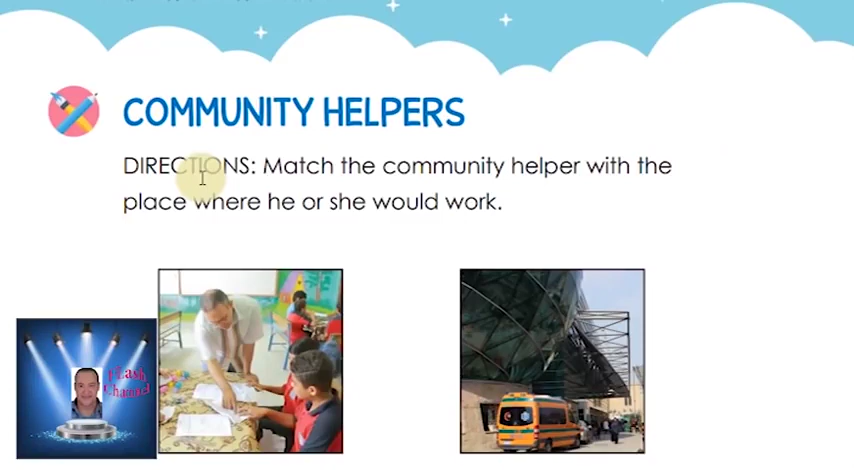 COMMUNITY HELPERS
DIRECTIONS: Match the community helper with the
place where he or she would work.
Flash
Channel